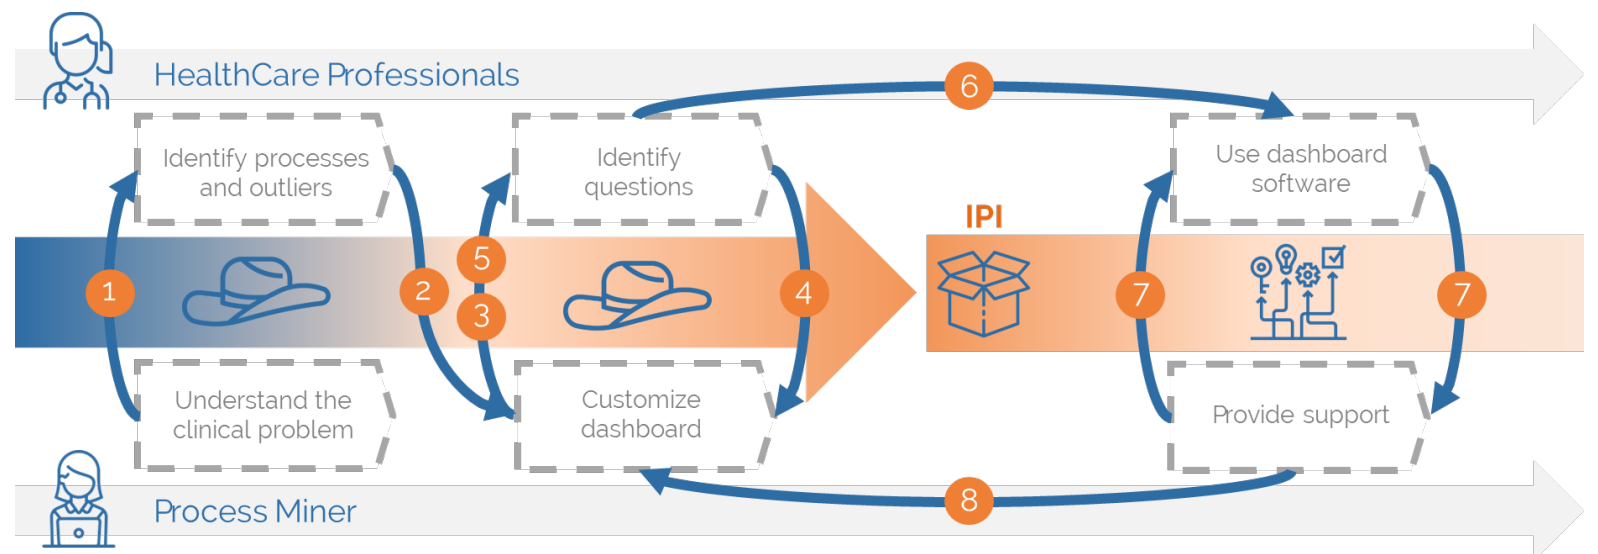 HealthCare Professionals
6
Identify processes
and outliers
Identify
questions
Use dashboard
software
IPI
1
2
5
3
4
7
7
Understand the
clinical problem
Customize
dashboard
Provide support
8
Process Miner